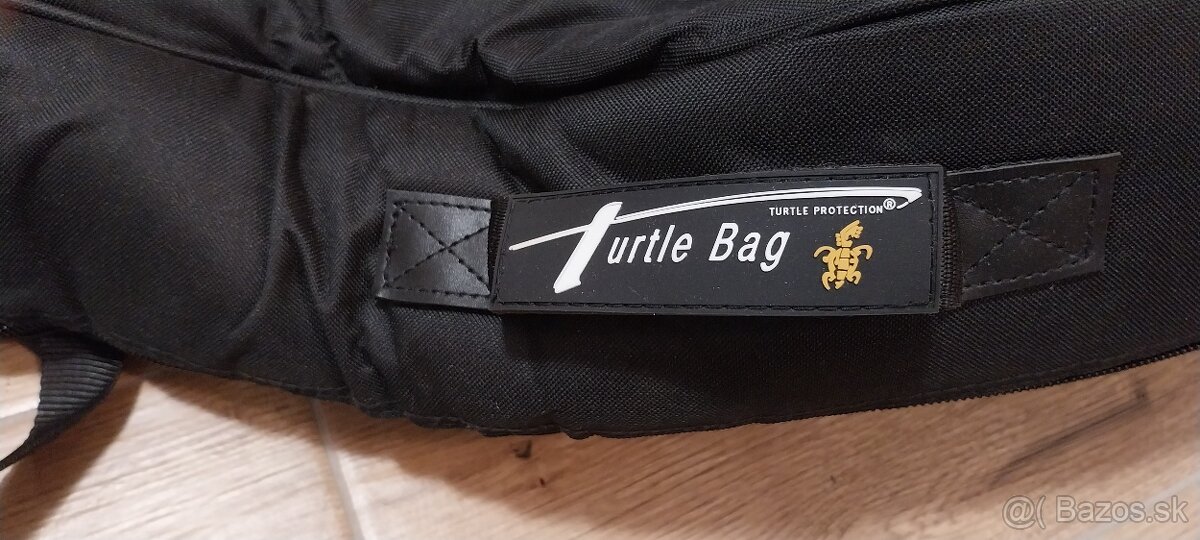 TURTLE PROTECTION®
Turtle Bag
@( Bazos.sk